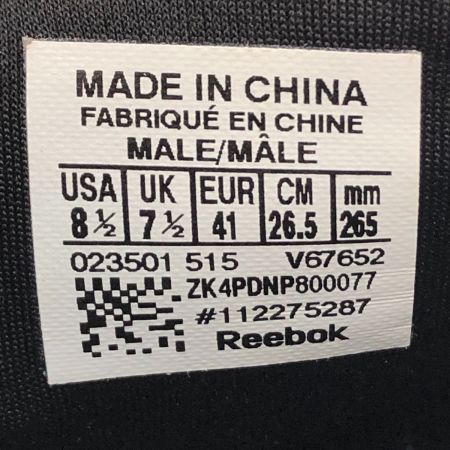 MADE IN CHINA
FABRIQUÉ EN CHINE
MALE/MÂLE
USA UK EUR CM mm
8 ½ 7 ½ 41 26.5 265
023501 515 V67652
ZK4PDNP800077
#112275287
Reebok